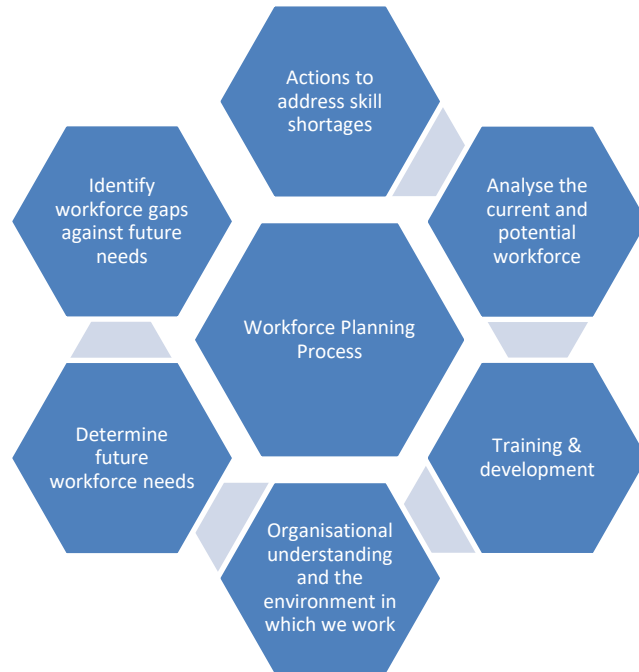 Actions to
address skill
shortages
Identify
workforce gaps
against future
needs
Analyse the
current and
potential
workforce
Workforce Planning
Process
Determine
future
workforce needs
Training &
development
Organisational
understanding
and the
environment in
which we work